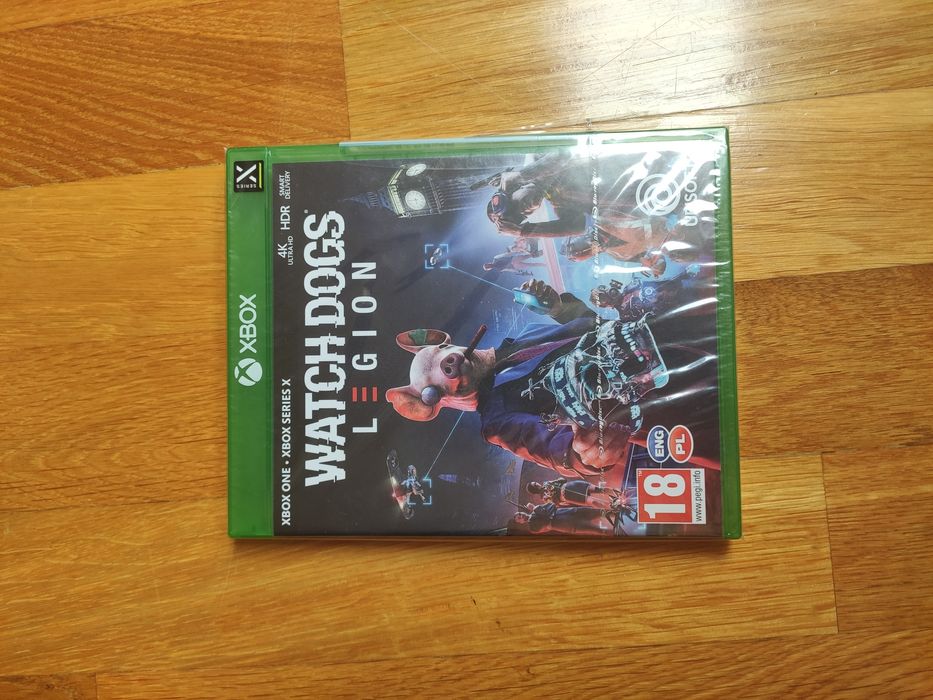 XBOX
X
SERIES
XBOX ONE • XBOX SERIES X
4K
ULTRA HD
HDR
SMART
DELIVERY
WATCH DOGS
LEGION
ENG
PL
18
www.pegi.info